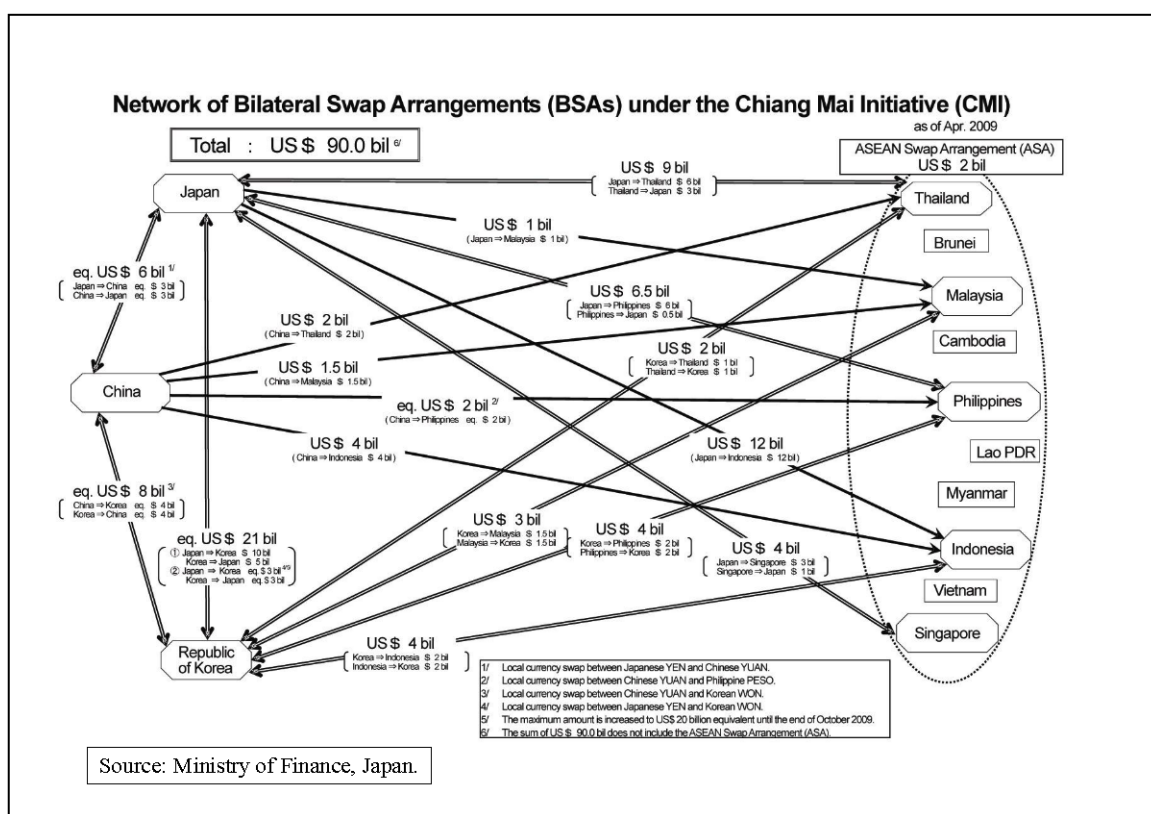 Network of Bilateral Swap Arrangements (BSAs) under the Chiang Mai Initiative (CMI)
as of Apr. 2009
Total : US $ 90.0 bil 6/
ASEAN Swap Arrangement (ASA)
US $ 2 bil
US $ 9 bil
Japan ⇒ Thailand $ 6 bil
Thailand ⇒ Japan $ 3 bil
Japan
Thailand
US $ 1 bil
(Japan ⇒ Malaysia $ 1 bil)
Brunei
eq. US $ 6 bil 1/
Japan ⇒ China eq. $ 3 bil
China ⇒ Japan eq. $ 3 bil
US $ 6.5 bil
Japan ⇒ Philippines $ 6 bil
Philippines ⇒ Japan $ 0.5 bil
Malaysia
US $ 2 bil
(China ⇒ Thailand $ 2 bil)
US $ 2 bil
Korea ⇒ Thailand $ 1 bil
Thailand ⇒ Korea $ 1 bil
Cambodia
US $ 1.5 bil
(China ⇒ Malaysia $ 1.5 bil)
China
eq. US $ 2 bil 2/
(China ⇒ Philippines eq. $ 2 bil)
Philippines
US $ 4 bil
(China ⇒ Indonesia $ 4 bil)
US $ 12 bil
(Japan ⇒ Indonesia $ 12 bil)
Lao PDR
eq. US $ 8 bil 3/
China ⇒ Korea eq. $ 4 bil
Korea ⇒ China eq. $ 4 bil
Myanmar
eq. US $ 21 bil
① Japan ⇒ Korea $ 10 bil
Korea ⇒ Japan $ 5 bil
② Japan ⇒ Korea eq. $ 3 bil
Korea ⇒ Japan eq. $ 3 bil
US $ 3 bil
Korea ⇒ Malaysia $ 1.5 bil
Malaysia ⇒ Korea $ 1.5 bil
US $ 4 bil
Korea ⇒ Philippines $ 2 bil
Philippines ⇒ Korea $ 2 bil
US $ 4 bil
Japan ⇒ Singapore $ 3 bil
Singapore ⇒ Japan $ 1 bil
Indonesia
Vietnam
Singapore
Republic
of Korea
US $ 4 bil
Korea ⇒ Indonesia $ 2 bil
Indonesia ⇒ Korea $ 2 bil
1/ Local currency swap between Japanese YEN and Chinese YUAN.
2/ Local currency swap between Chinese YUAN and Philippine PESO.
3/ Local currency swap between Chinese YUAN and Korean WON.
4/ Local currency swap between Japanese YEN and Korean WON.
5/ The maximum amount is increased to US$ 20 billion equivalent until the end of October 2009.
6/ The sum of US $ 90.0 bil does not include the ASEAN Swap Arrangement (ASA).
Source: Ministry of Finance, Japan.